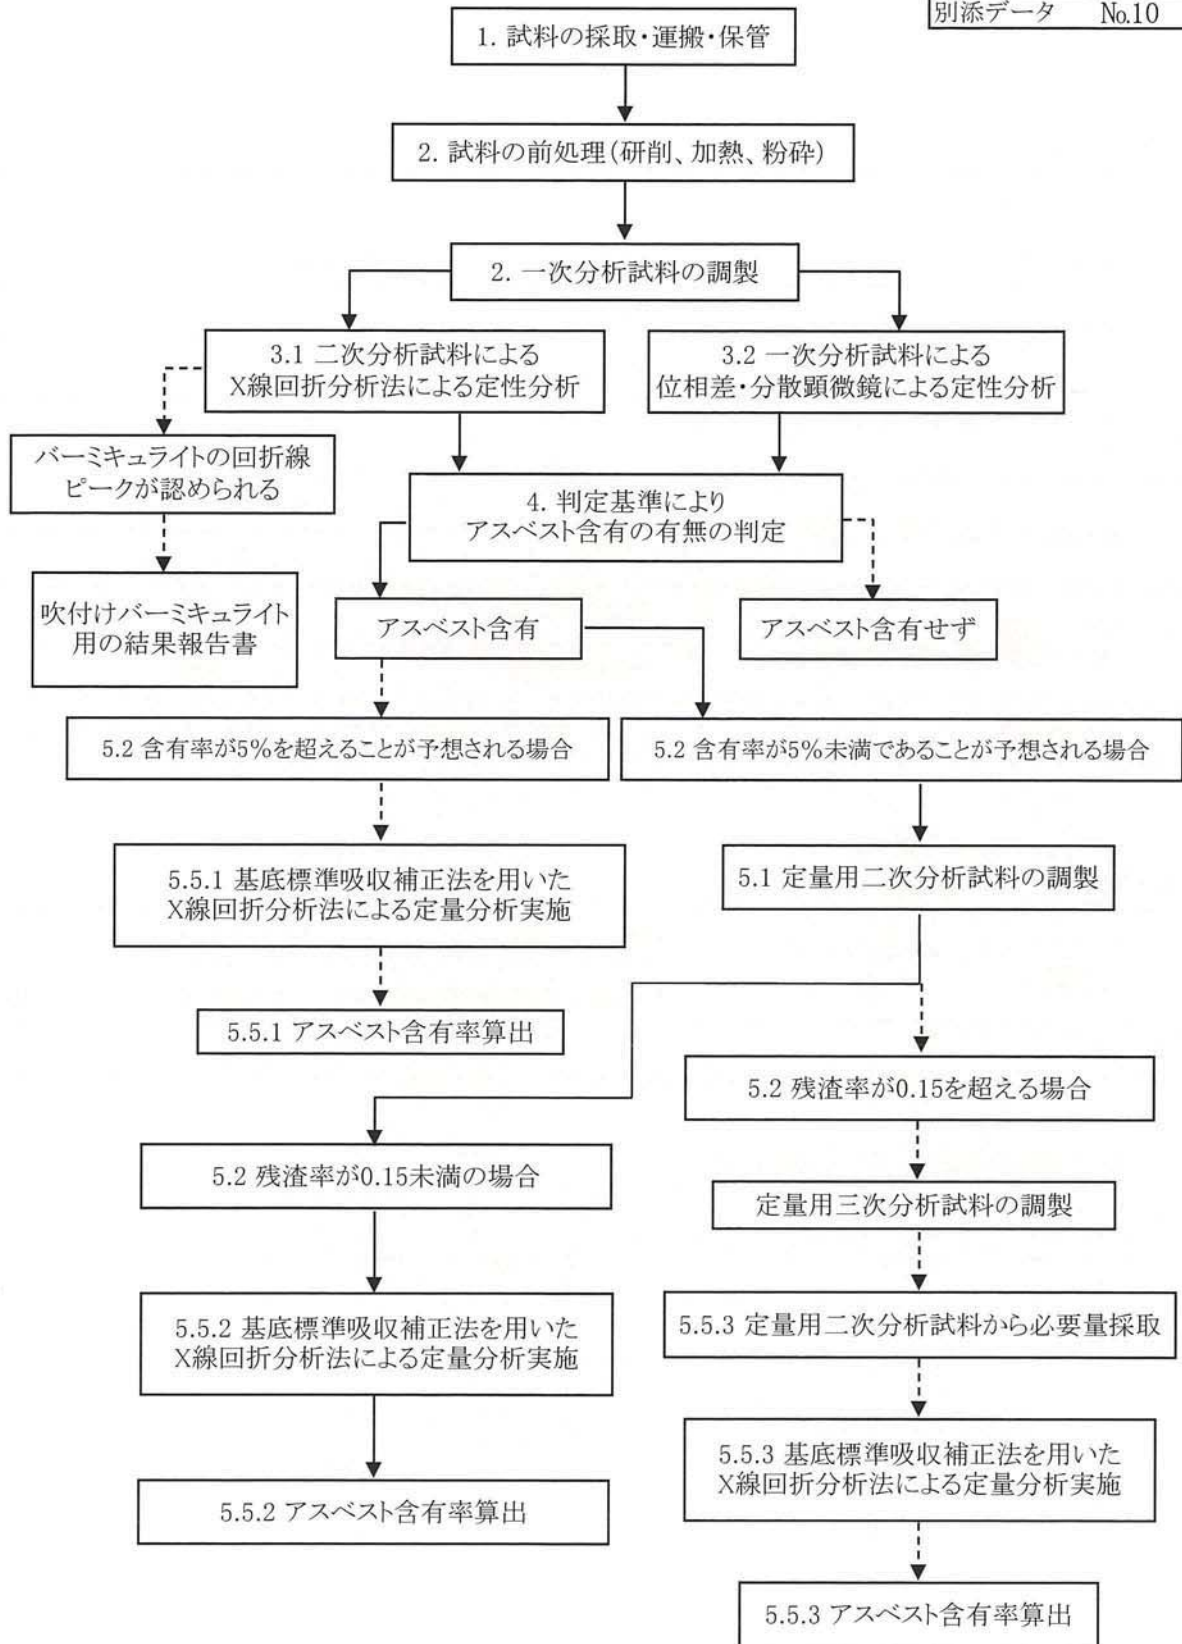 別添データ No.10
1. 試料の採取・運搬・保管
2. 試料の前処理(研削、加熱、粉砕)
2. 一次分析試料の調製
3.1 二次分析試料による
X線回折分析法による定性分析
3.2 一次分析試料による
位相差・分散顕微鏡による定性分析
バーミキュライトの回折線
ピークが認められる
4. 判定基準により
アスベスト含有の有無の判定
吹付けバーミキュライト
用の結果報告書
アスベスト含有
アスベスト含有せず
5.2 含有率が5%を超えることが予想される場合
5.2 含有率が5%未満であることが予想される場合
5.5.1 基底標準吸収補正法を用いた
X線回折分析法による定量分析実施
5.1 定量用二次分析試料の調製
5.5.1 アスベスト含有率算出
5.2 残渣率が0.15を超える場合
5.2 残渣率が0.15未満の場合
定量用三次分析試料の調製
5.5.2 基底標準吸収補正法を用いた
X線回折分析法による定量分析実施
5.5.3 定量用二次分析試料から必要量採取
5.5.3 基底標準吸収補正法を用いた
X線回折分析法による定量分析実施
5.5.2 アスベスト含有率算出
5.5.3 アスベスト含有率算出